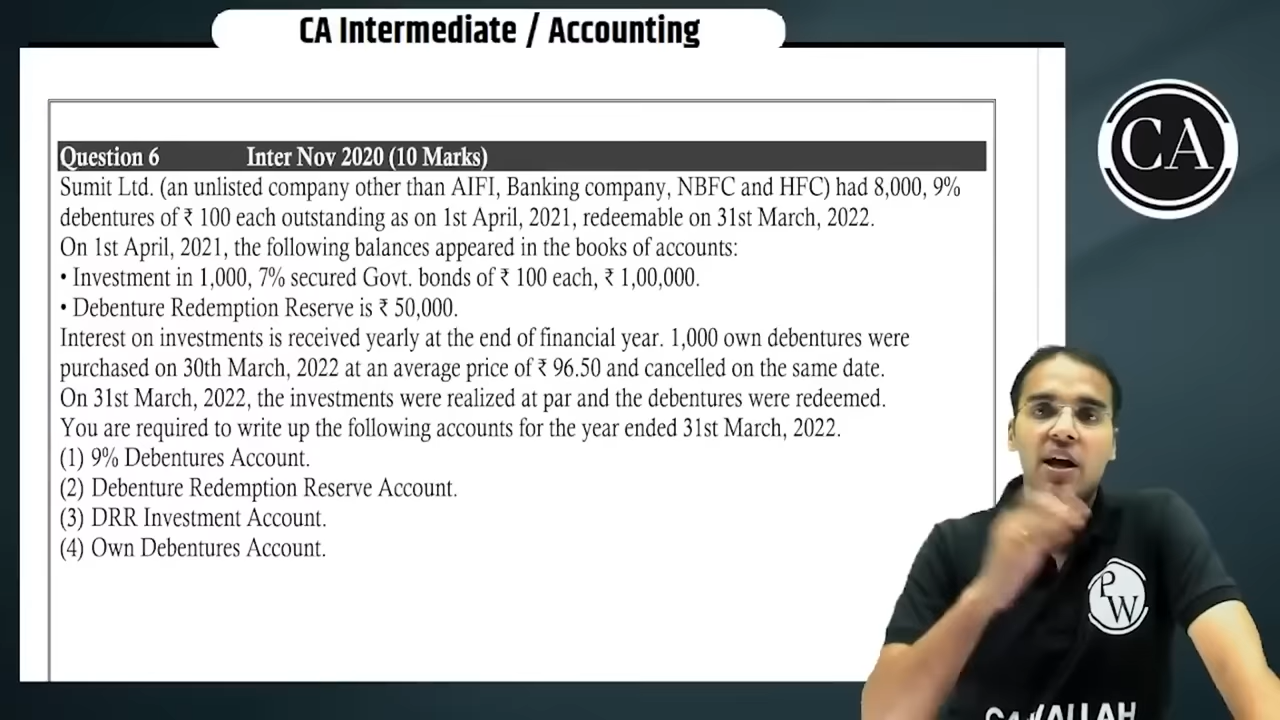 CA Intermediate / Accounting
CA
Question 6 Inter Nov 2020 (10 Marks)
Sumit Ltd. (an unlisted company other than AIFI, Banking company, NBFC and HFC) had 8,000, 9%
debentures of ₹ 100 each outstanding as on 1st April, 2021, redeemable on 31st March, 2022.
On 1st April, 2021, the following balances appeared in the books of accounts:
• Investment in 1,000, 7% secured Govt. bonds of ₹ 100 each, ₹ 1,00,000.
• Debenture Redemption Reserve is ₹ 50,000.
Interest on investments is received yearly at the end of financial year. 1,000 own debentures were
purchased on 30th March, 2022 at an average price of ₹ 96.50 and cancelled on the same date.
On 31st March, 2022, the investments were realized at par and the debentures were redeemed.
You are required to write up the following accounts for the year ended 31st March, 2022.
(1) 9% Debentures Account.
(2) Debenture Redemption Reserve Account.
(3) DRR Investment Account.
(4) Own Debentures Account.
PW